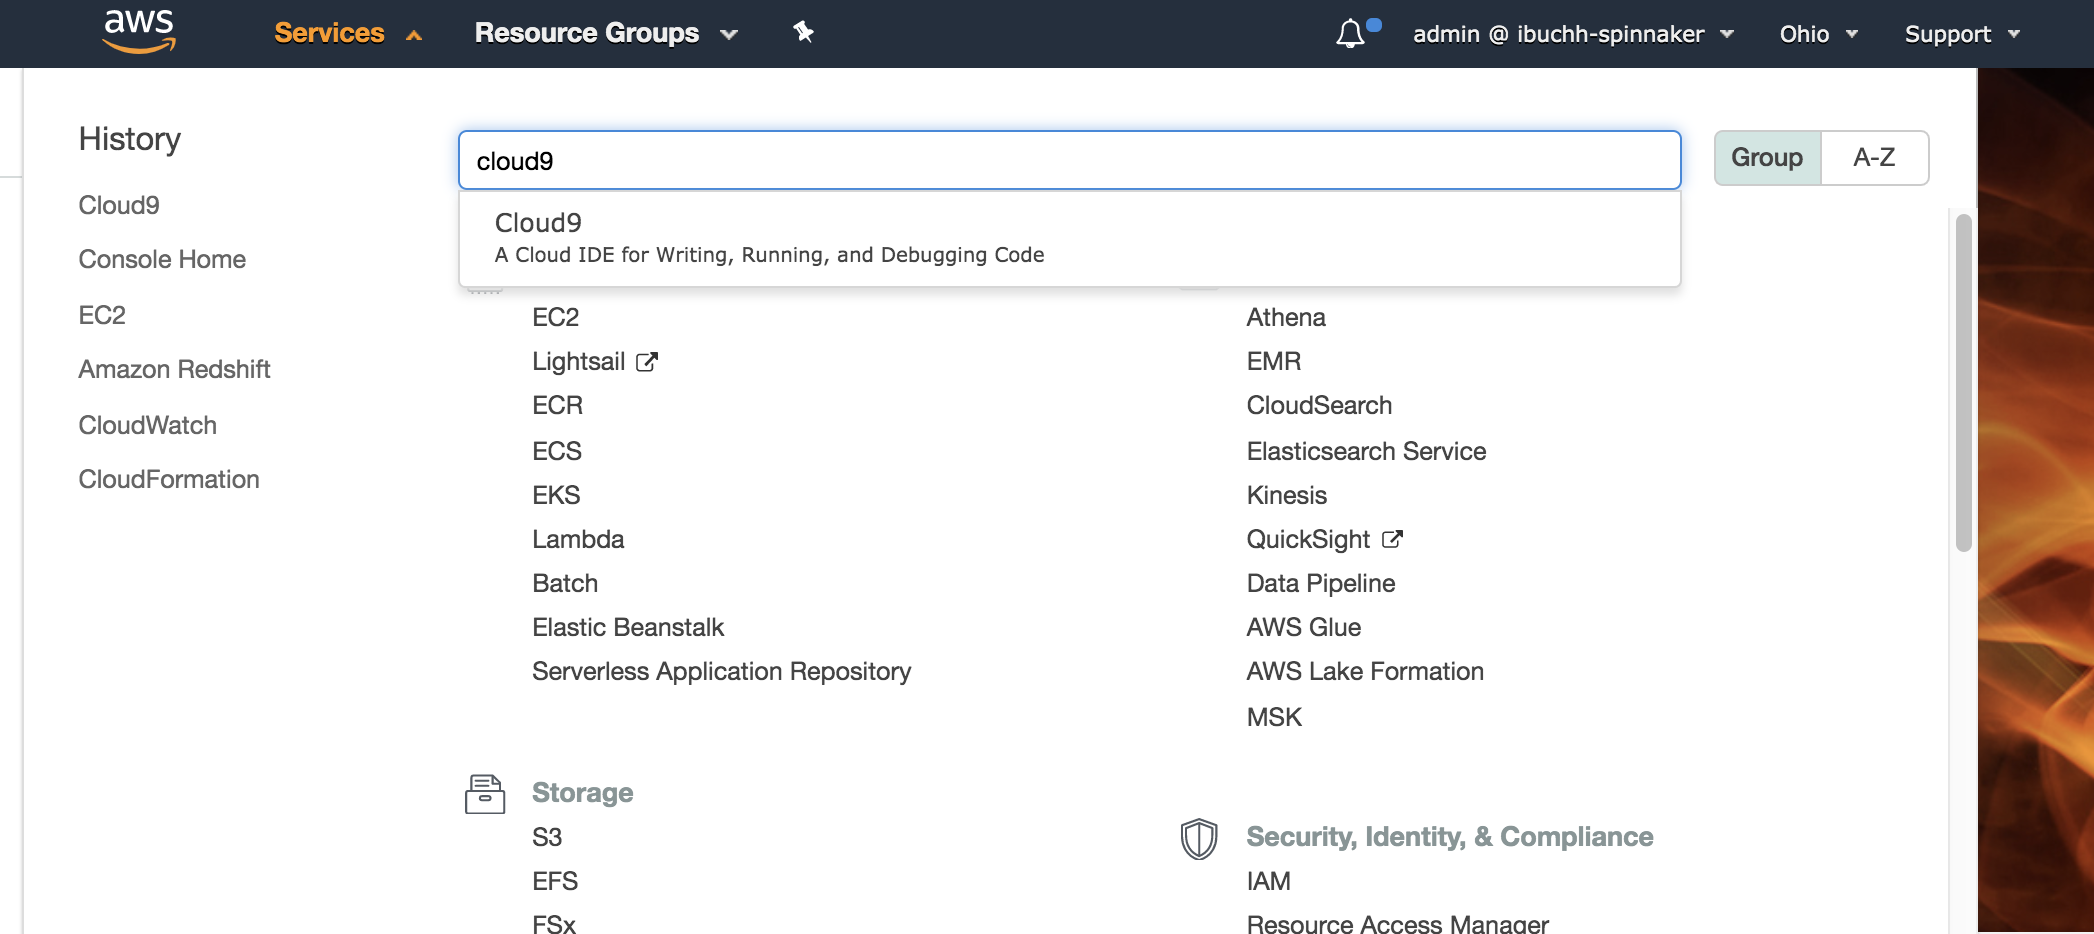 aws
Services
Resource Groups
admin @ ibuchh-spinnaker
Ohio
Support
History
Cloud9
Console Home
EC2
Amazon Redshift
CloudWatch
CloudFormation
cloud9
Group
A-Z
Cloud9
A Cloud IDE for Writing, Running, and Debugging Code
EC2
Lightsail
ECR
ECS
EKS
Lambda
Batch
Elastic Beanstalk
Serverless Application Repository
Storage
S3
EFS
FSx
Athena
EMR
CloudSearch
Elasticsearch Service
Kinesis
QuickSight
Data Pipeline
AWS Glue
AWS Lake Formation
MSK
Security, Identity, & Compliance
IAM
Resource Access Manager